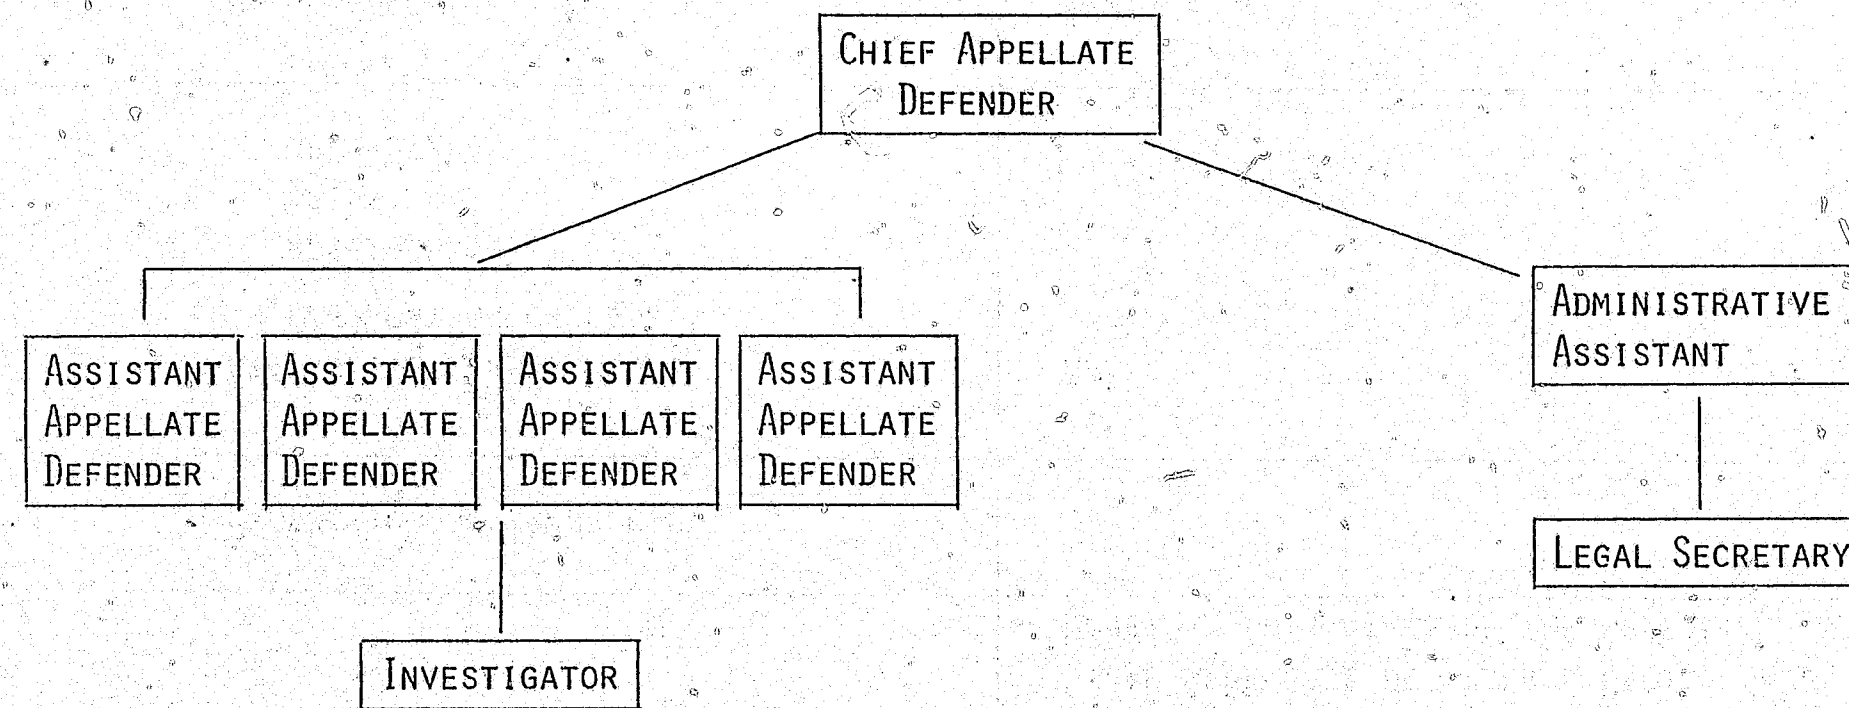 CHIEF APPELLATE
DEFENDER
ASSISTANT
APPELLATE
DEFENDER
ASSISTANT
APPELLATE
DEFENDER
ASSISTANT
APPELLATE
DEFENDER
ASSISTANT
APPELLATE
DEFENDER
ADMINISTRATIVE
ASSISTANT
LEGAL SECRETARY
INVESTIGATOR